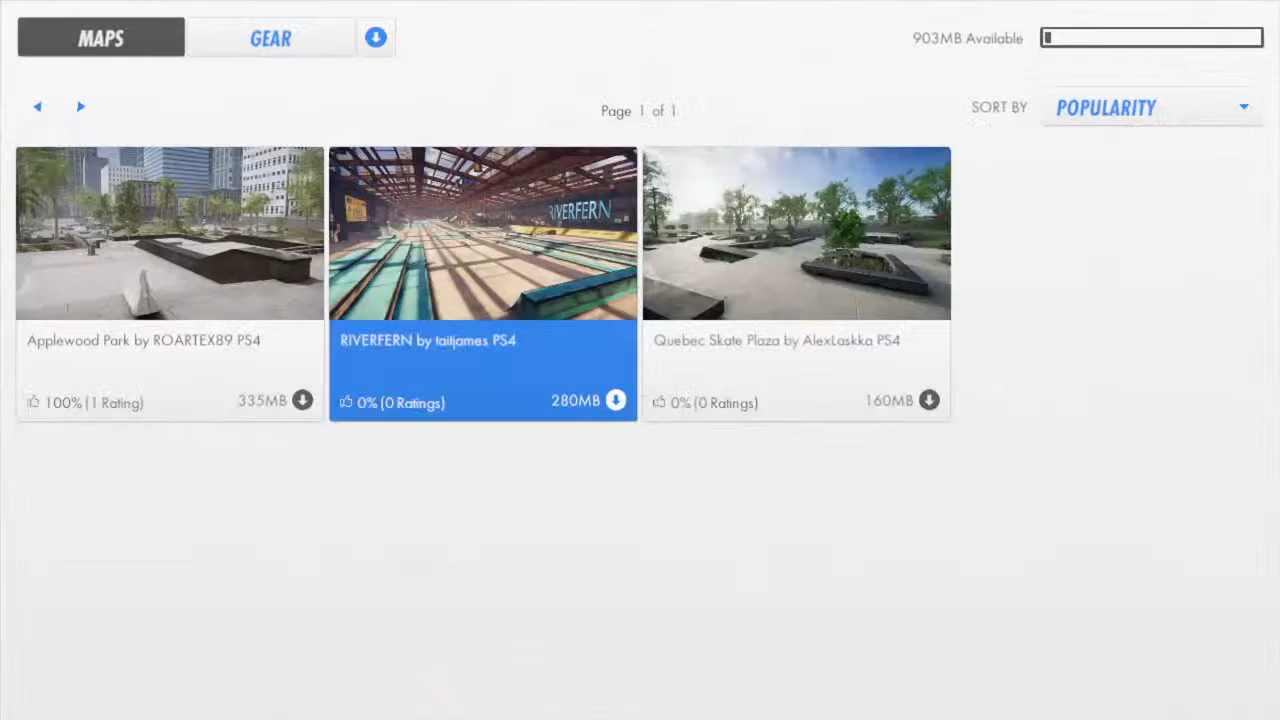 MAPS
GEAR
903MB Available
Page 1 of 1
SORT BY
POPULARITY
RIVERFERN
Applewood Park by ROARTEX89 PS4
100% (1 Rating)
335MB
RIVERFERN by taitjames PS4
0% (0 Ratings)
280MB
Quebec Skate Plaza by AlexLaskka PS4
0% (0 Ratings)
160MB